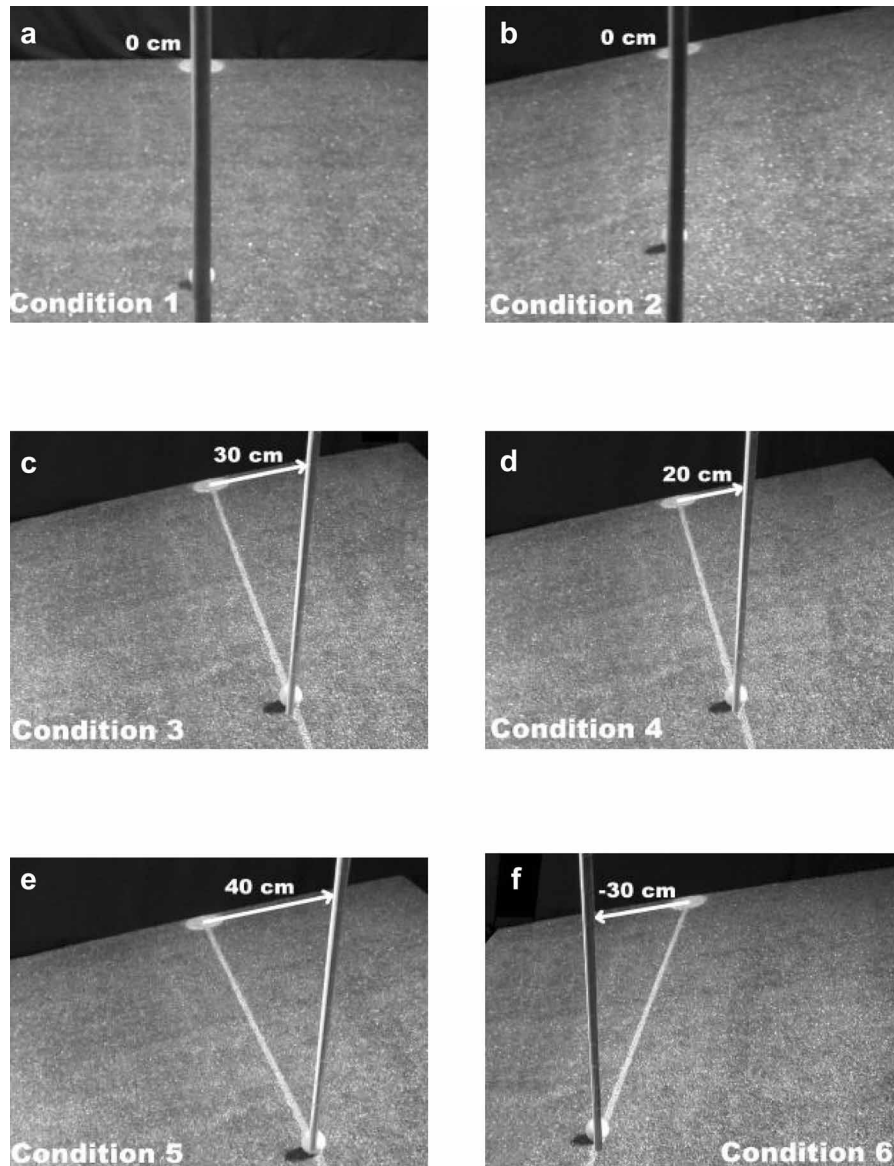 a
0 cm
Condition 1
b
0 cm
Condition 2
c
30 cm
Condition 3
d
20 cm
Condition 4
e
40 cm
Condition 5
f
-30 cm
Condition 6